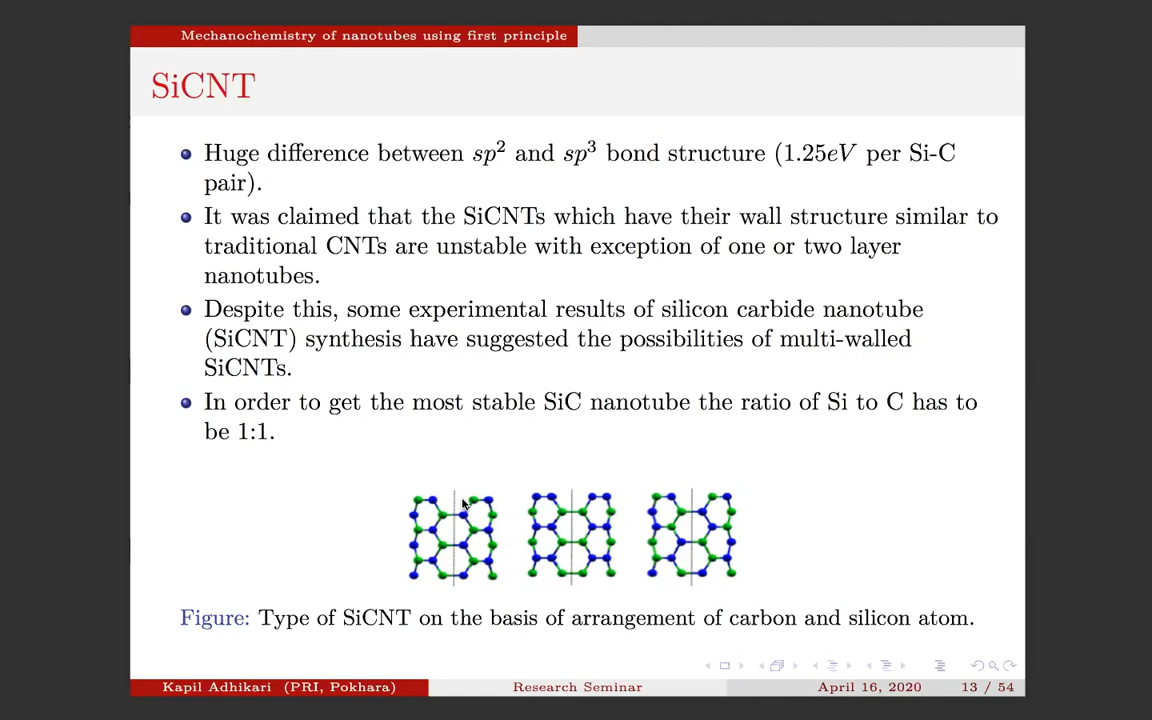 Mechanochemistry of nanotubes using first principle
SiCNT
Huge difference between sp² and sp³ bond structure (1.25eV per Si-C
pair).
It was claimed that the SiCNTs which have their wall structure similar to
traditional CNTs are unstable with exception of one or two layer
nanotubes.
Despite this, some experimental results of silicon carbide nanotube
(SiCNT) synthesis have suggested the possibilities of multi-walled
SiCNTs.
In order to get the most stable SiC nanotube the ratio of Si to C has to
be 1:1.
Figure: Type of SiCNT on the basis of arrangement of carbon and silicon atom.
Kapil Adhikari (PRI, Pokhara) Research Seminar April 16, 2020 13 / 54